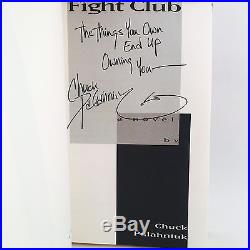 Fight Club
The Things You Own
End Up
Owning You—
Chuck
Palahniuk
a novel
by
Chuck
Palahniuk